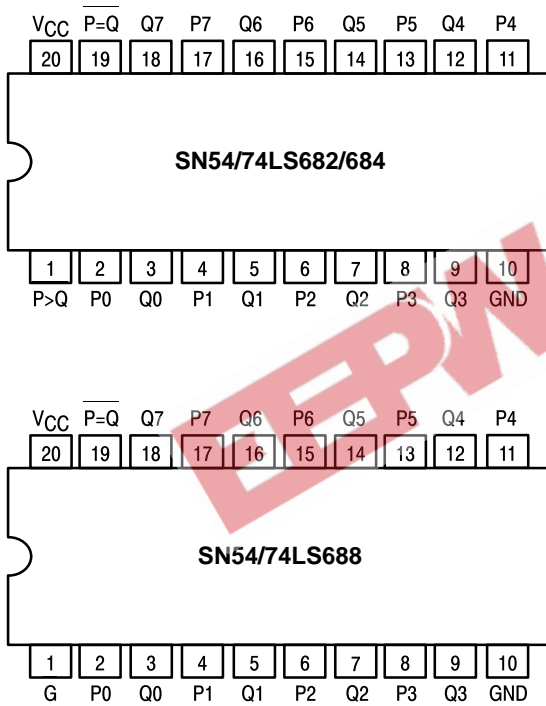 VCC P=Q Q7 P7 Q6 P6 Q5 P5 Q4 P4
20 19 18 17 16 15 14 13 12 11
SN54/74LS682/684
1 2 3 4 5 6 7 8 9 10
P>Q P0 Q0 P1 Q1 P2 Q2 P3 Q3 GND
EEPW
VCC P=Q Q7 P7 Q6 P6 Q5 P5 Q4 P4
20 19 18 17 16 15 14 13 12 11
SN54/74LS688
1 2 3 4 5 6 7 8 9 10
G P0 Q0 P1 Q1 P2 Q2 P3 Q3 GND